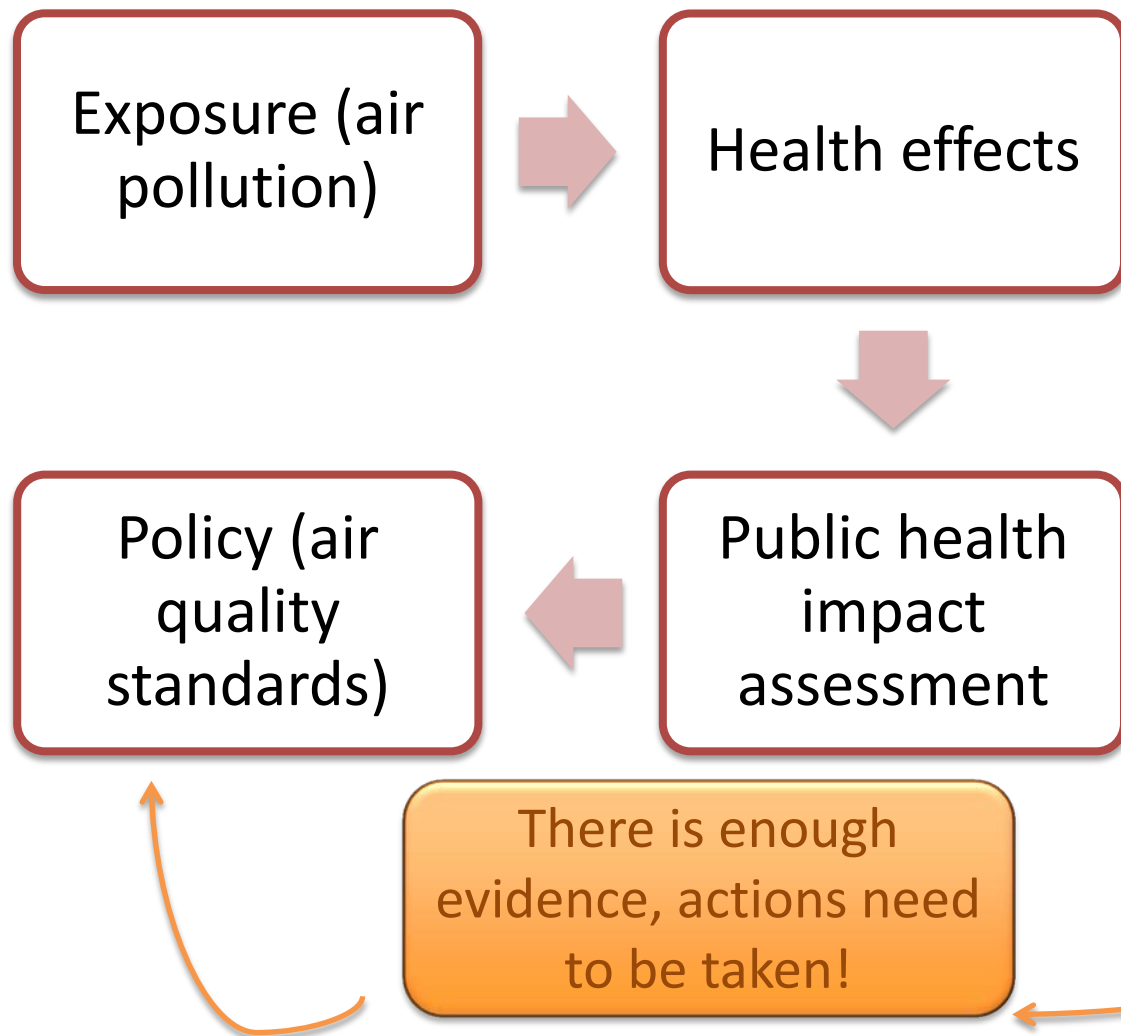 Exposure (air
pollution)
Health effects
Public health
impact
assessment
Policy (air
quality
standards)
There is enough
evidence, actions need
to be taken!